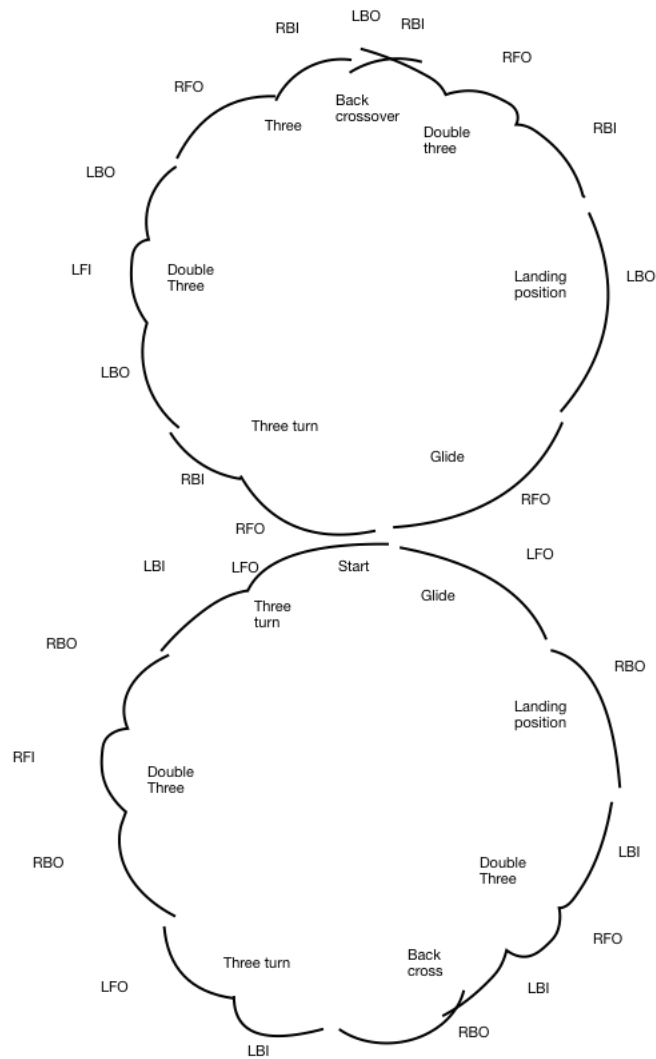 LBO
RBI
RBI
RFO
RFO
Back
crossover
Three
Double
three
RBI
LBO
LFI
Double
Three
Landing
position
LBO
LBO
Three turn
Glide
RBI
RFO
RFO
LFO
LBI
LFO
Start
Glide
Three
turn
RBO
RBO
Landing
position
RFI
Double
Three
RBO
Double
Three
LBI
RFO
Back
cross
Three turn
LFO
LBI
RBO
LBI